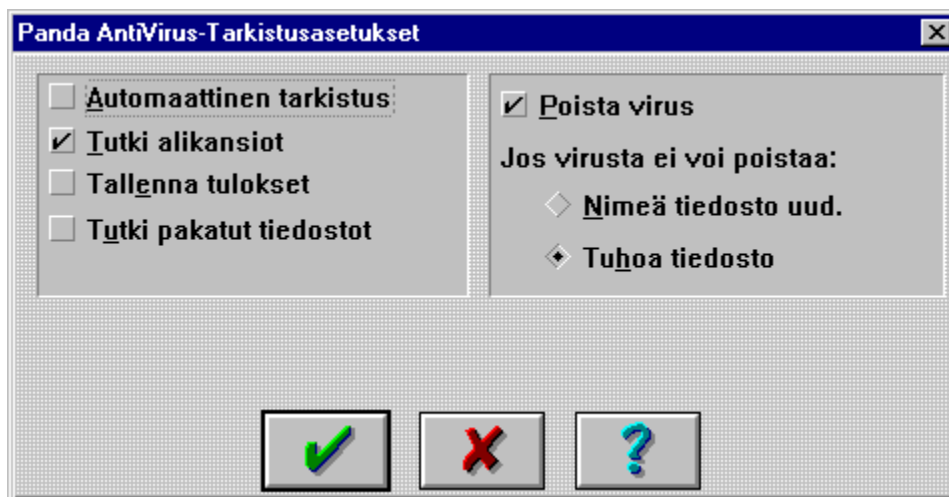 Panda AntiVirus-Tarkistusasetukset
Automaattinen tarkistus
Tutki alikansiot
Tallenna tulokset
Tutki pakatut tiedostot
Poista virus
Jos virusta ei voi poistaa:
Nimeä tiedosto uud.
Tuhoa tiedosto